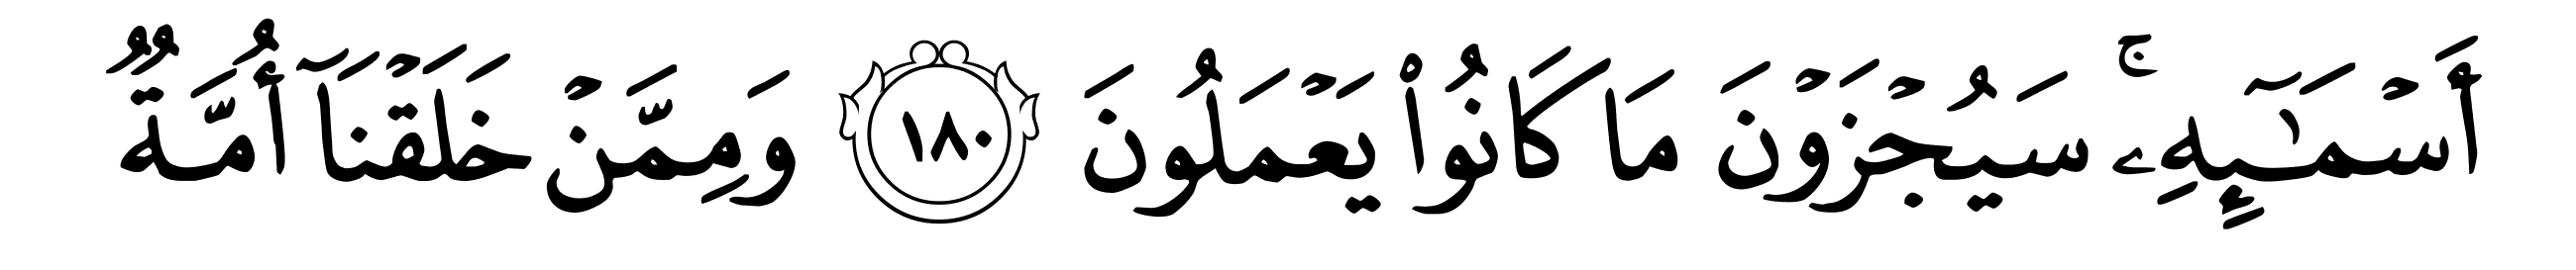 أَسْمَـٰٓئِهِۦ ۚ سَيُجْزَوْنَ مَا كَانُوا۟ يَعْمَلُونَ ١٨٠ وَمِمَّنْ خَلَقْنَآ أُمَّةٌ